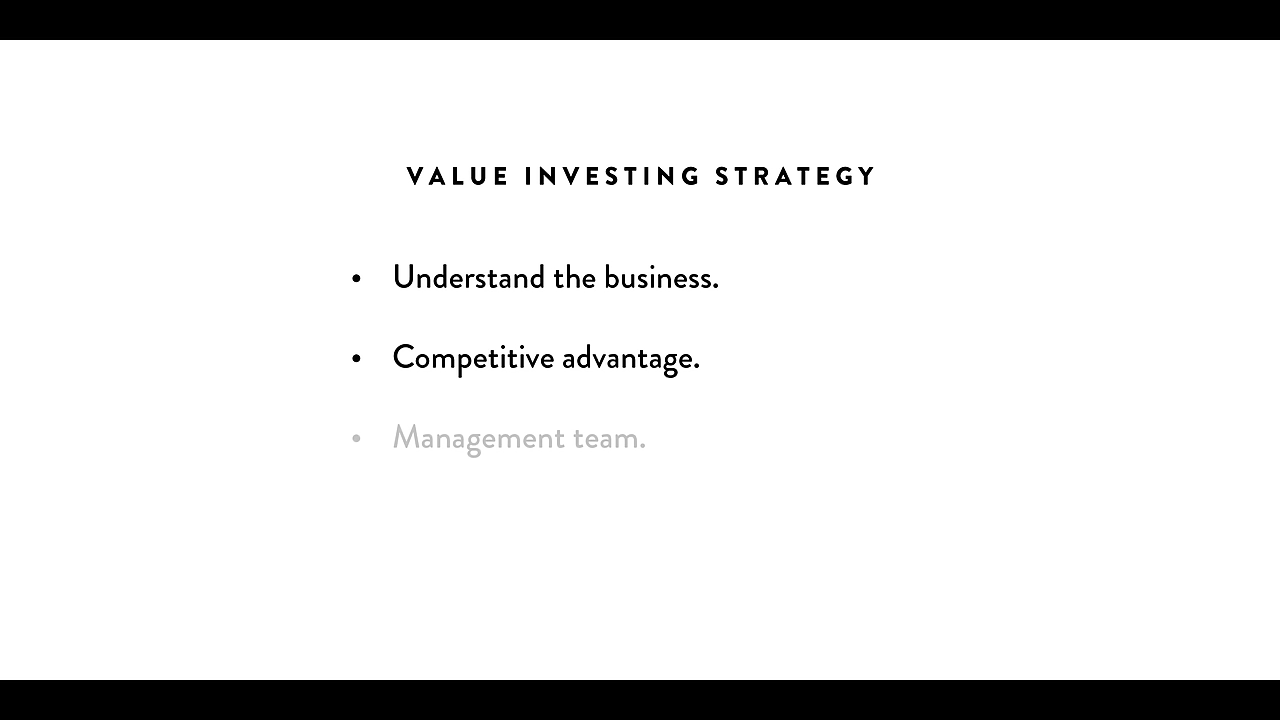 VALUE INVESTING STRATEGY
• Understand the business.
• Competitive advantage.
• Management team.